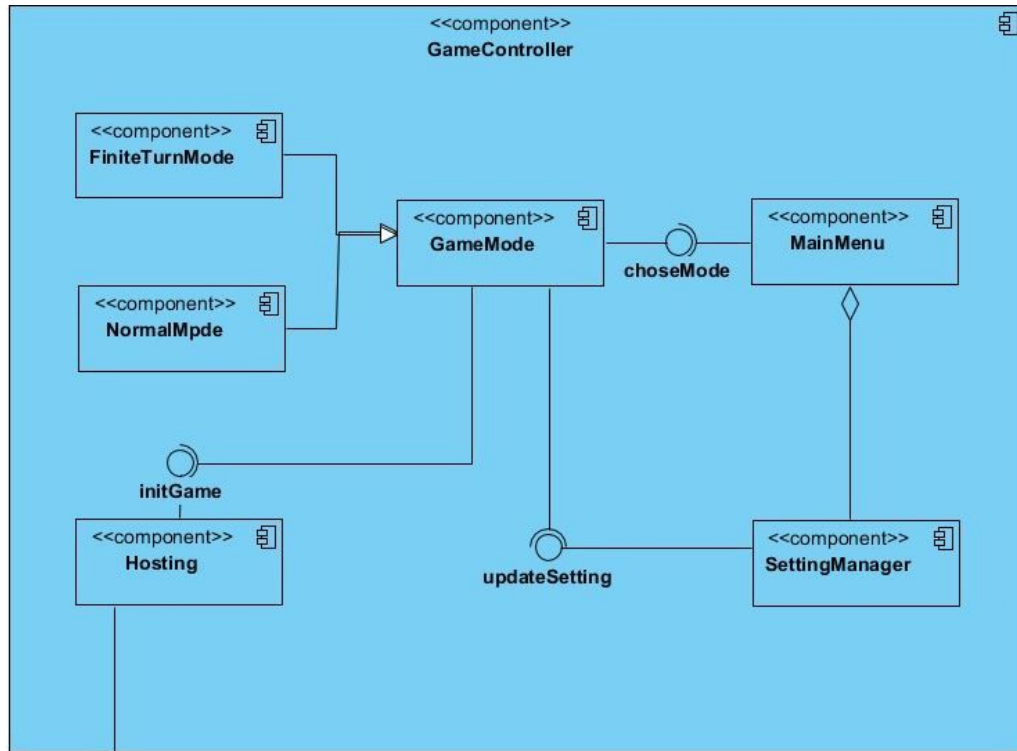 <<component>>
GameController
<<component>>
FiniteTurnMode
<<component>>
GameMode
<<component>>
MainMenu
choseMode
<<component>>
NormalMpde
initGame
<<component>>
Hosting
updateSetting
<<component>>
SettingManager